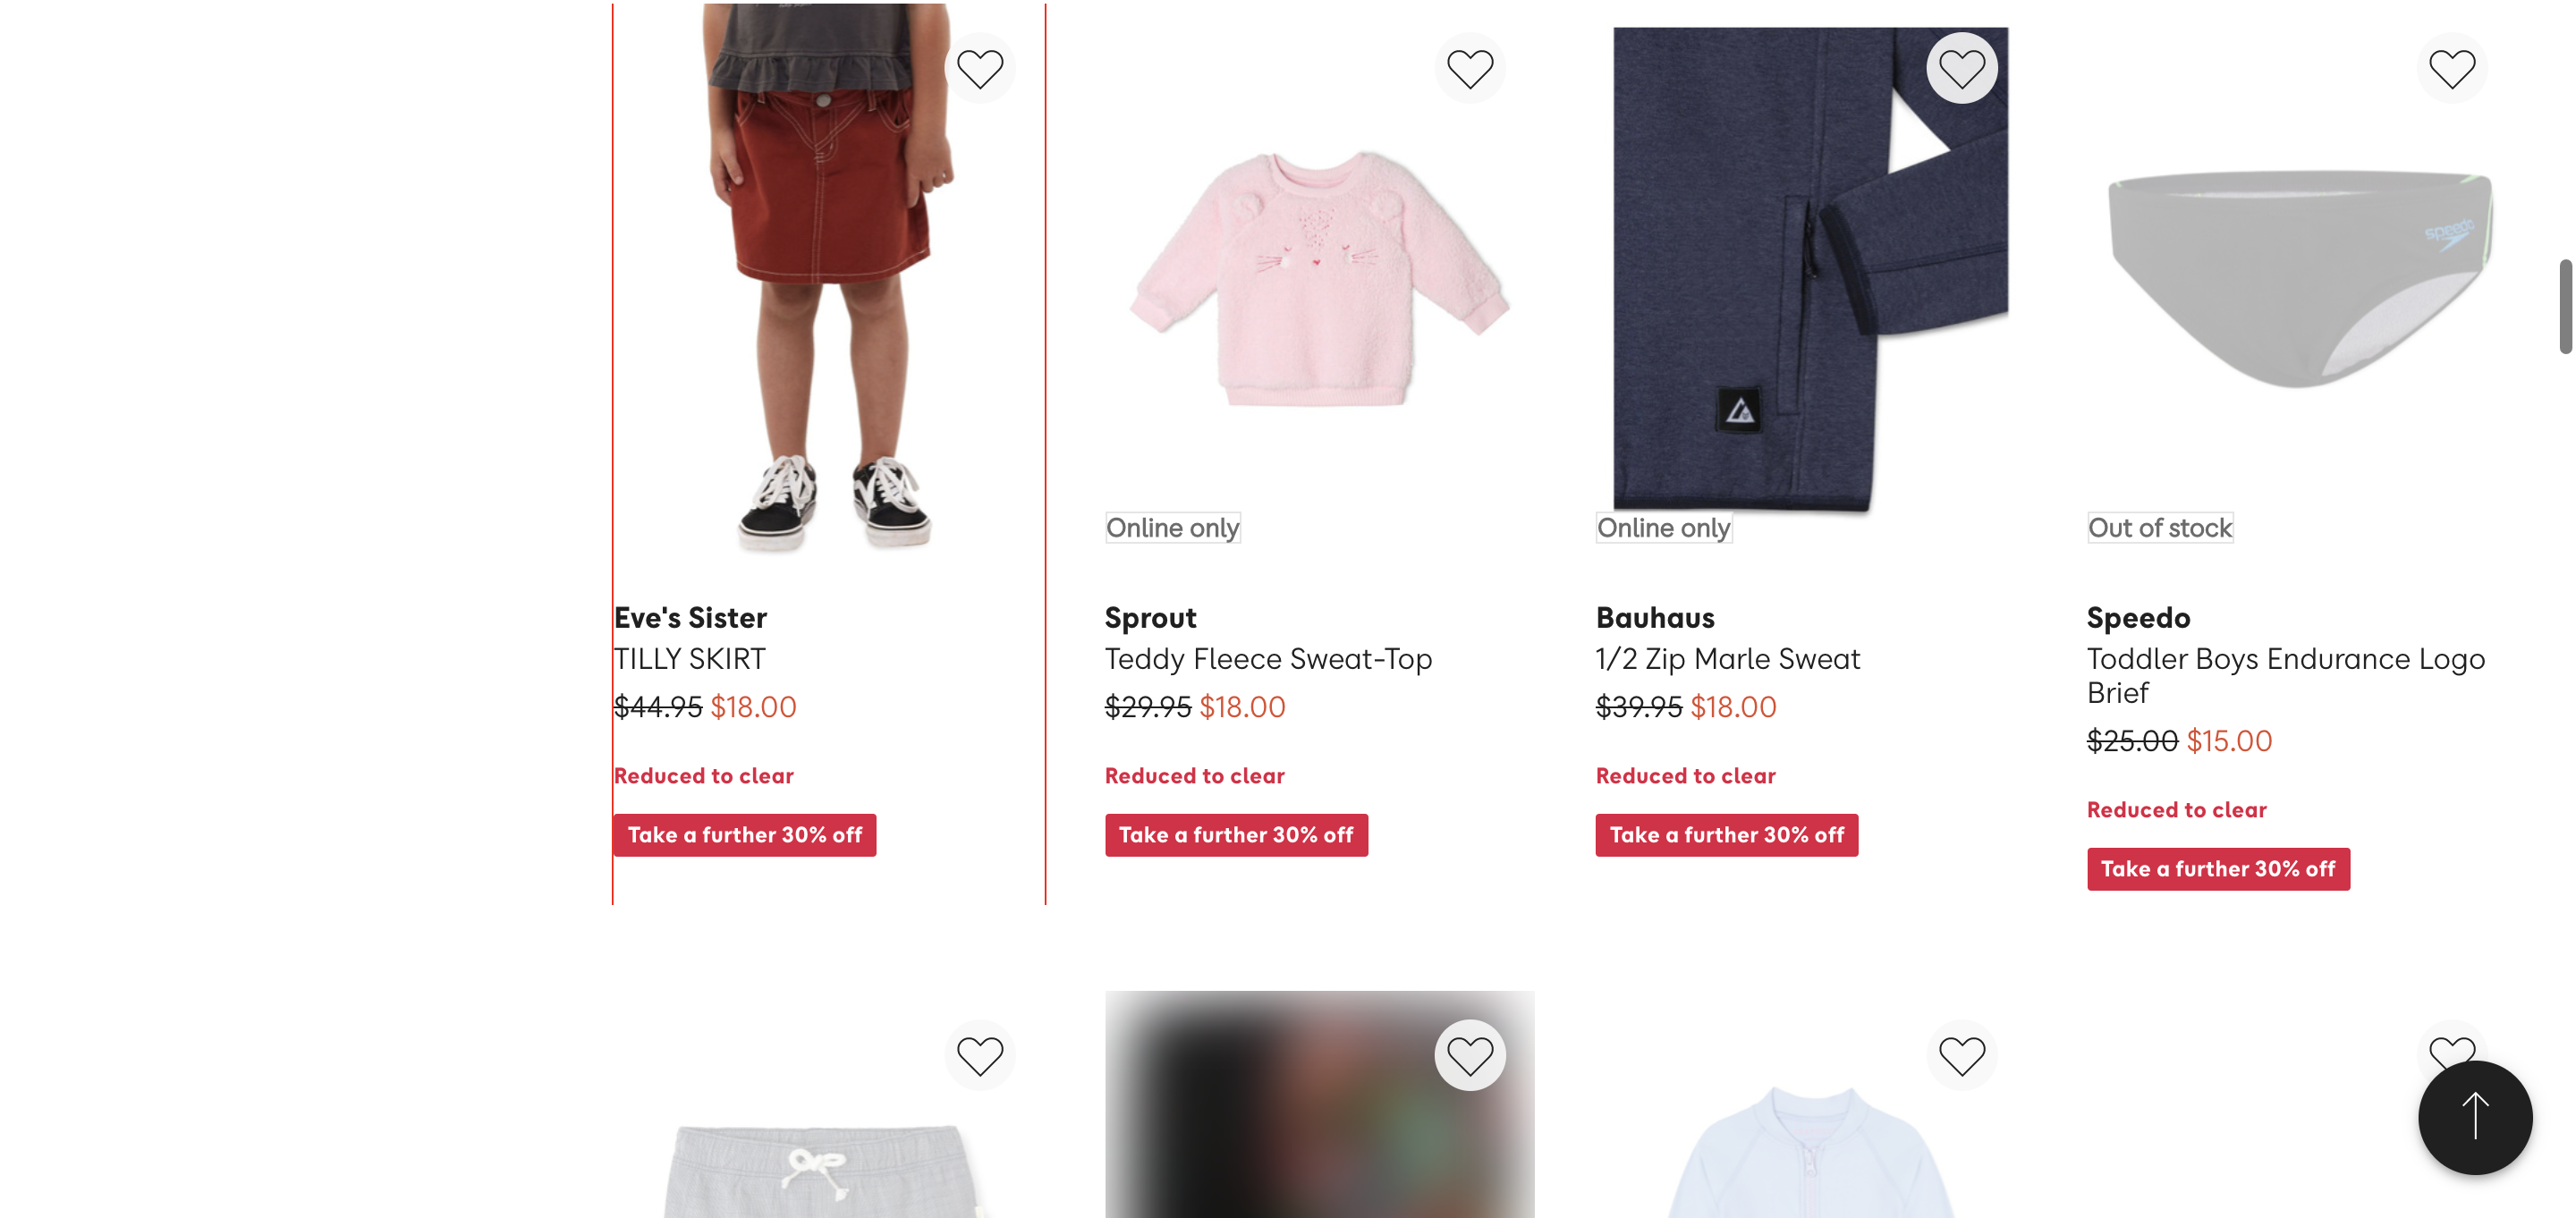 speedo
Online only
Online only
Out of stock
Eve's Sister
TILLY SKIRT
$44.95 $18.00
Reduced to clear
Take a further 30% off
Sprout
Teddy Fleece Sweat-Top
$29.95 $18.00
Reduced to clear
Take a further 30% off
Bauhaus
1/2 Zip Marle Sweat
$39.95 $18.00
Reduced to clear
Take a further 30% off
Speedo
Toddler Boys Endurance Logo
Brief
$25.00 $15.00
Reduced to clear
Take a further 30% off